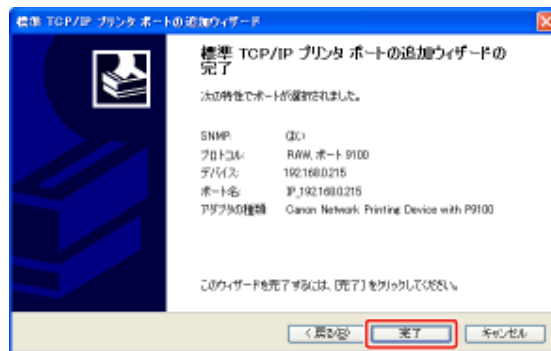 標準 TCP/IP プリンタ ポートの追加ウィザード
標準 TCP/IP プリンタ ポートの追加ウィザードの
完了
次の特性でポートが選択されました。
SNMP: はい
プロトコル: RAW, ポート 9100
デバイス: 192.168.0.215
ポート名: IP_192.168.0.215
アダプタの種類 Canon Network Printing Device with P9100
このウィザードを完了するには、[完了] をクリックしてください。
< 戻る(B) 完了 キャンセル